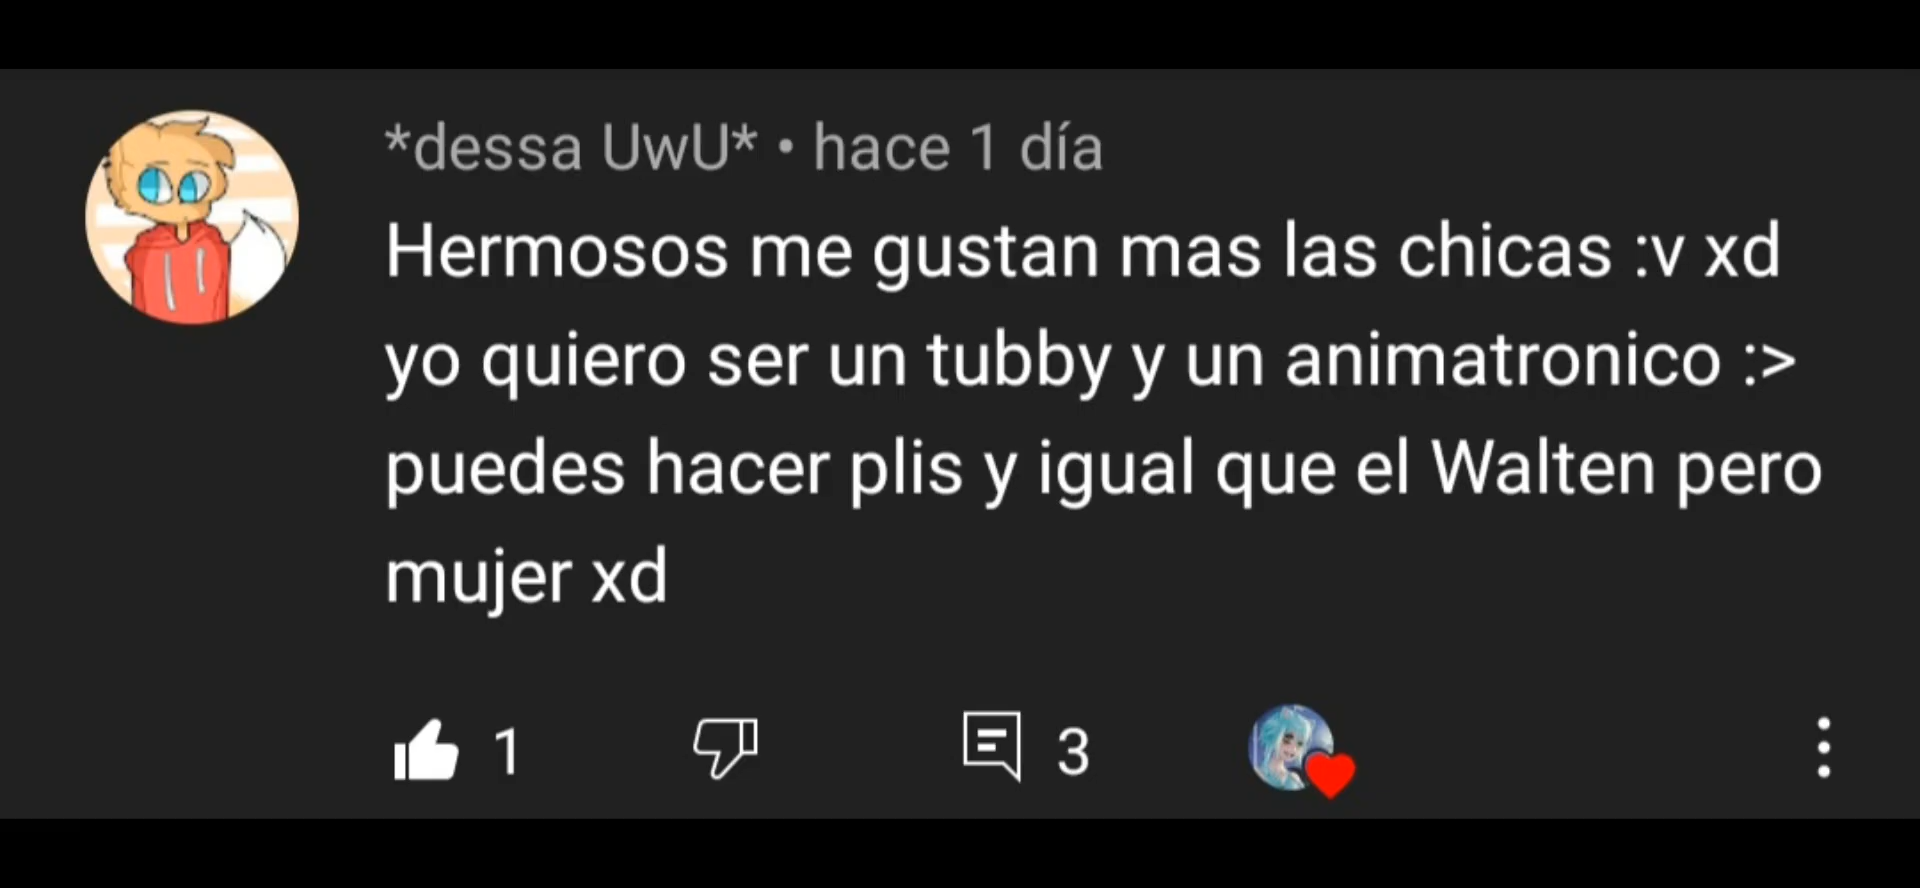 *dessa UwU* • hace 1 día
Hermosos me gustan mas las chicas :v xd
yo quiero ser un tubby y un animatronico :>
puedes hacer plis y igual que el Walten pero
mujer xd
1 3